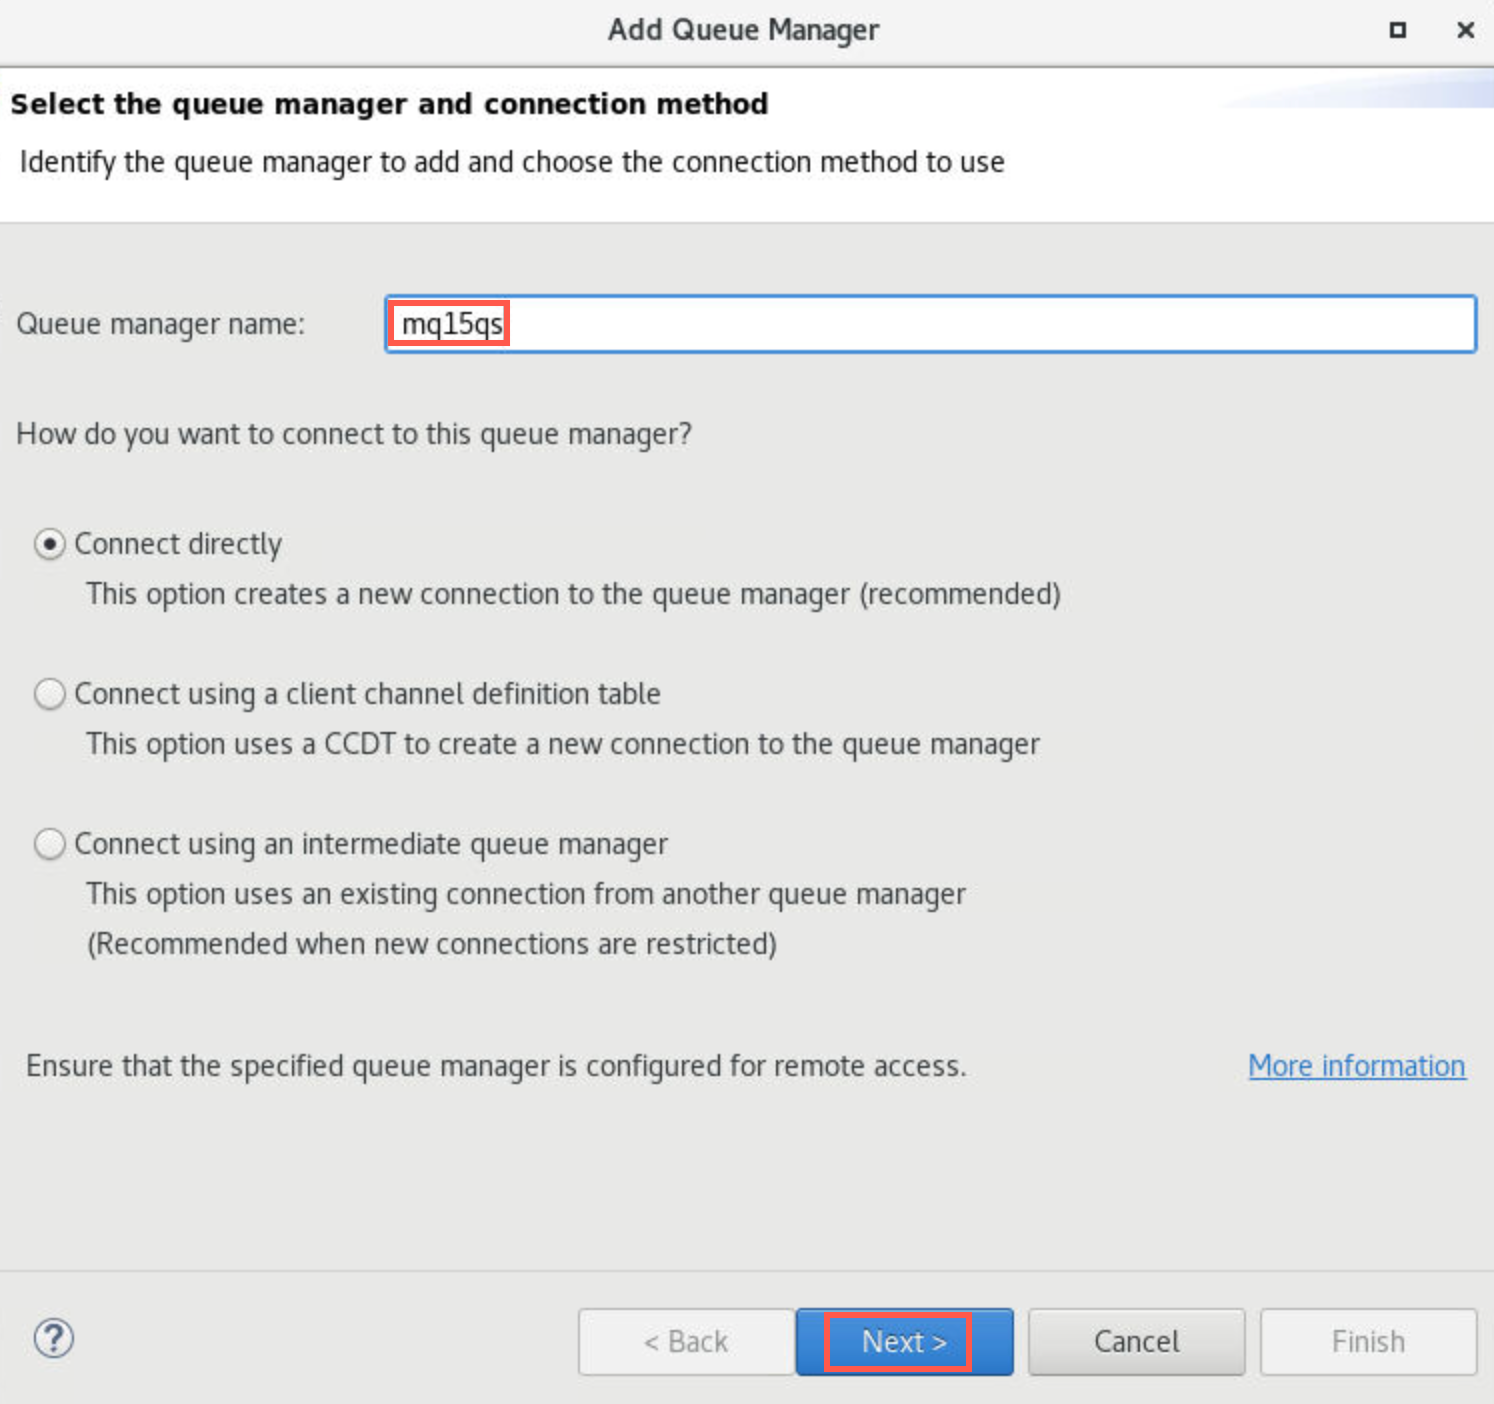 Add Queue Manager
Select the queue manager and connection method
Identify the queue manager to add and choose the connection method to use
Queue manager name: mq15qs
How do you want to connect to this queue manager?
Connect directly
This option creates a new connection to the queue manager (recommended)
Connect using a client channel definition table
This option uses a CCDT to create a new connection to the queue manager
Connect using an intermediate queue manager
This option uses an existing connection from another queue manager
(Recommended when new connections are restricted)
Ensure that the specified queue manager is configured for remote access. More information
? < Back Next > Cancel Finish